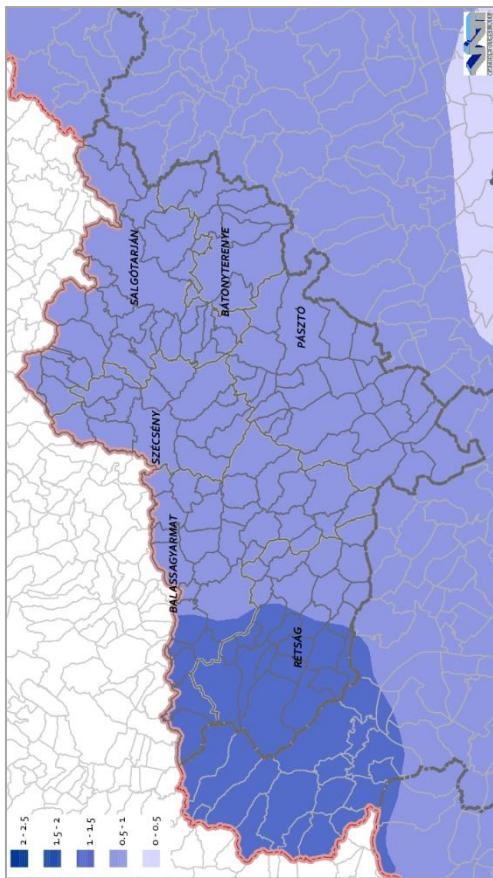 2 - 2.5
1.5 - 2
1 - 1.5
0.5 - 1
0 - 0.5
BALASSAGYARMAT
SZÉCSÉNY
SALGÓTARJÁN
BÁTONYTERENYE
PÁSZTÓ
RÉTSÁG